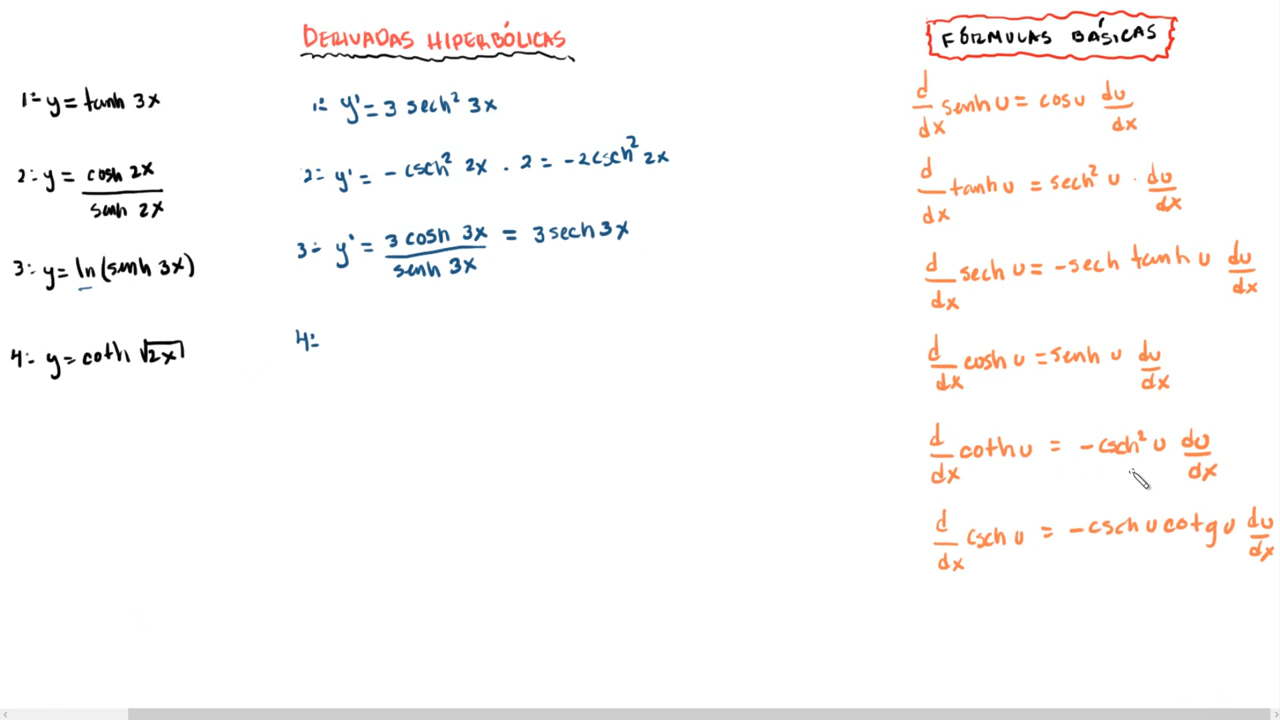 DERIVADAS HIPERBÓLICAS
1:- y = tanh 3x
2:- y = cosh 2x / senh 2x
3:- y = ln (senh 3x)
4:- y = coth √2x
1:- y' = 3 sech² 3x
2:- y' = - csch² 2x . 2 = -2csch² 2x
3:- y' = 3 cosh 3x / senh 3x = 3 sech 3x
4:-
FÓRMULAS BÁSICAS
d/dx senh u = cosu du/dx
d/dx tanh u = sech² u . du/dx
d/dx sech u = -sech tanh u du/dx
d/dx cosh u = senh u du/dx
d/dx coth u = -csch² u du/dx
d/dx csch u = -csch u cotg u du/dx